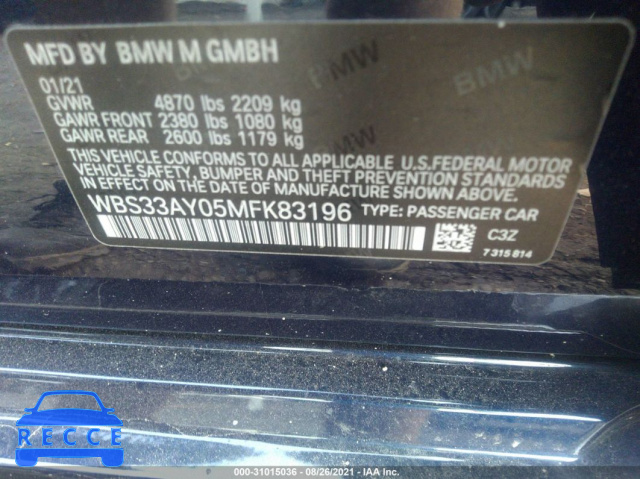 MFD BY BMW M GMBH
01/21
GVWR 4870 lbs 2209 kg
GAWR FRONT 2380 lbs 1080 kg
GAWR REAR 2600 lbs 1179 kg
THIS VEHICLE CONFORMS TO ALL APPLICABLE U.S.FEDERAL MOTOR
VEHICLE SAFETY, BUMPER AND THEFT PREVENTION STANDARDS IN
EFFECT ON THE DATE OF MANUFACTURE SHOWN ABOVE.
WBS33AY05MFK83196 TYPE: PASSENGER CAR
C3Z
7315814
BMW
BMW
RECCE
000-31015036 - 08/26/2021 - IAA Inc.